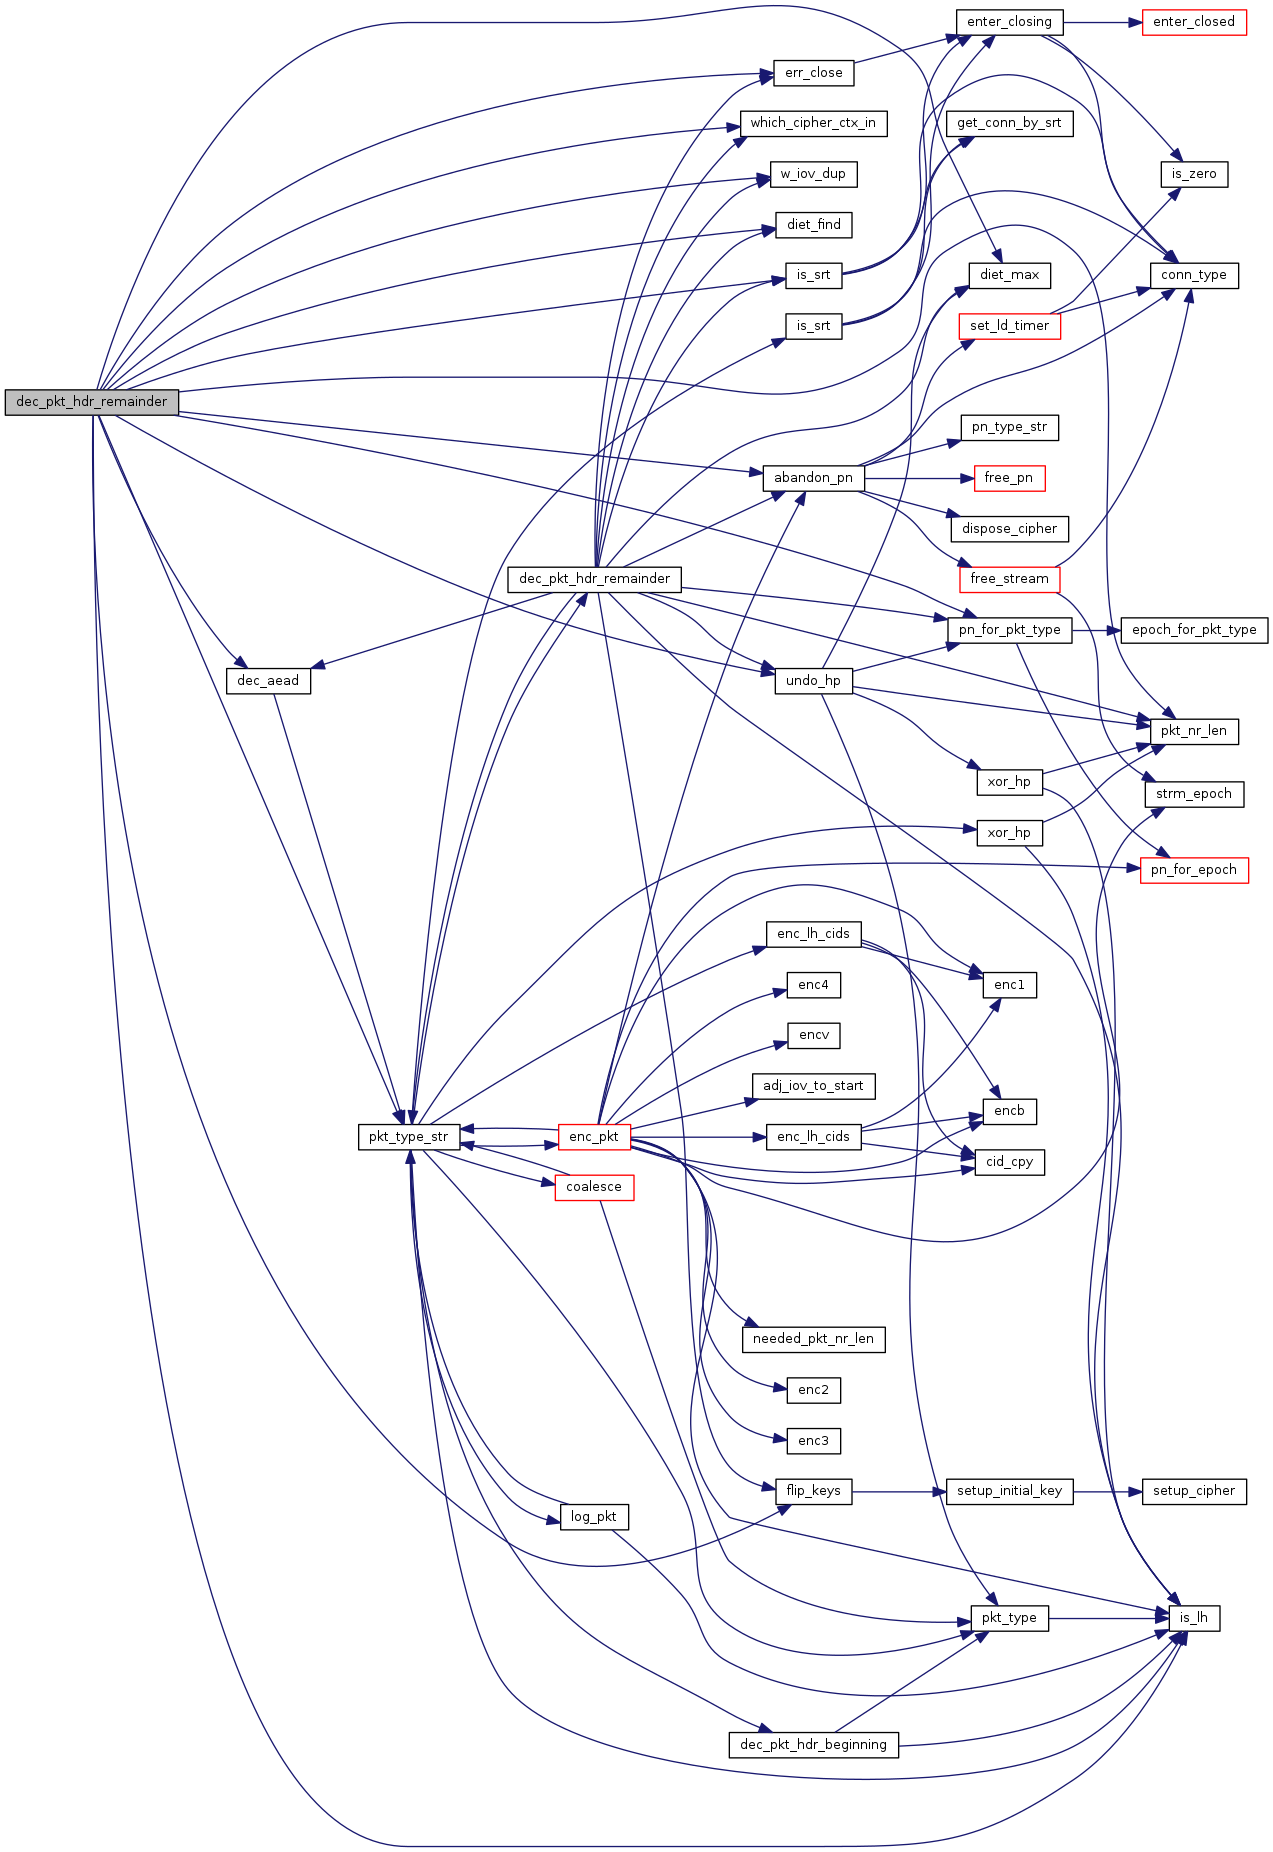 enter_closing
enter_closed
err_close
which_cipher_ctx_in
get_conn_by_srt
w_iov_dup
is_zero
diet_find
is_srt
diet_max
conn_type
is_srt
set_ld_timer
dec_pkt_hdr_remainder
pn_type_str
abandon_pn
free_pn
dispose_cipher
dec_pkt_hdr_remainder
free_stream
pn_for_pkt_type
epoch_for_pkt_type
dec_aead
undo_hp
pkt_nr_len
xor_hp
strm_epoch
xor_hp
pn_for_epoch
enc_lh_cids
enc4
enc1
encv
adj_iov_to_start
encb
pkt_type_str
enc_pkt
enc_lh_cids
cid_cpy
coalesce
needed_pkt_nr_len
enc2
enc3
flip_keys
setup_initial_key
setup_cipher
log_pkt
pkt_type
is_lh
dec_pkt_hdr_beginning